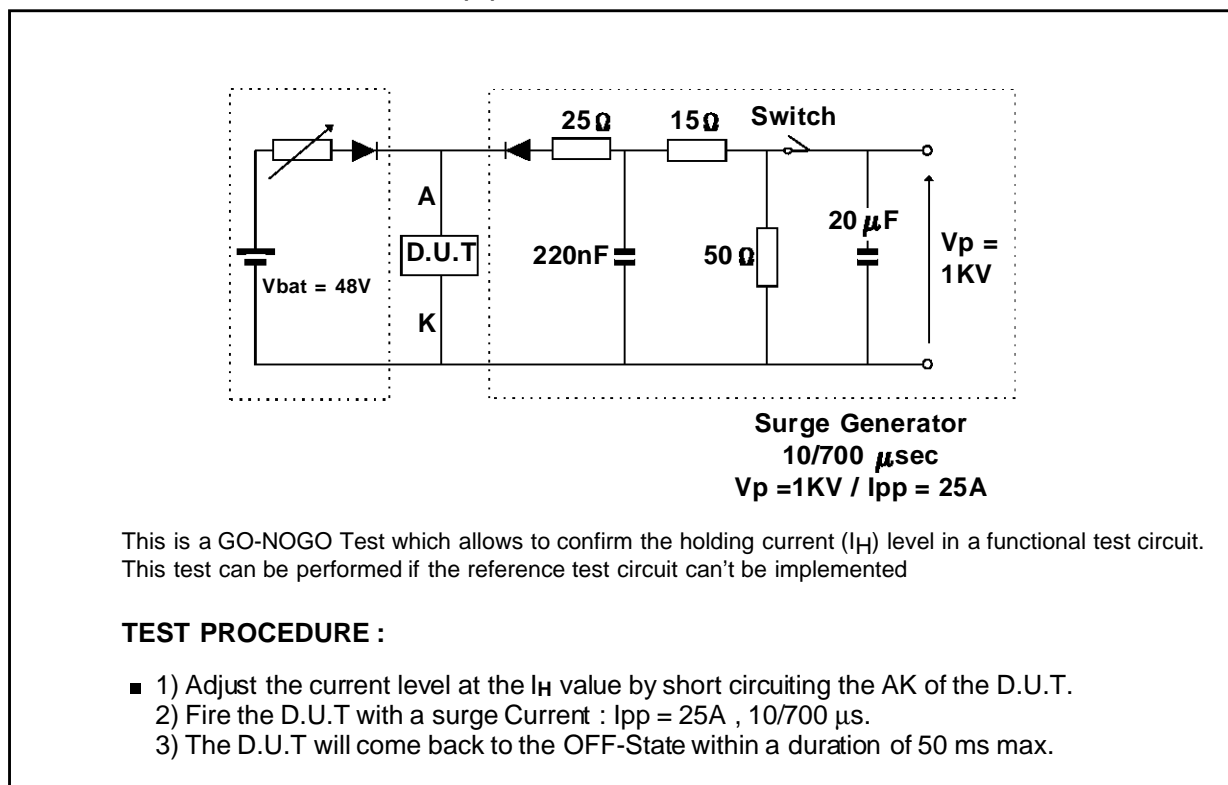 25Ω 15Ω Switch
A
D.U.T
K
Vbat = 48V
220nF
50 Ω
20 µF
Vp =
1KV
Surge Generator
10/700 µsec
Vp =1KV / Ipp = 25A
This is a GO-NOGO Test which allows to confirm the holding current (IH) level in a functional test circuit.
This test can be performed if the reference test circuit can't be implemented
TEST PROCEDURE :
■ 1) Adjust the current level at the IH value by short circuiting the AK of the D.U.T.
2) Fire the D.U.T with a surge Current : Ipp = 25A , 10/700 µs.
3) The D.U.T will come back to the OFF-State within a duration of 50 ms max.